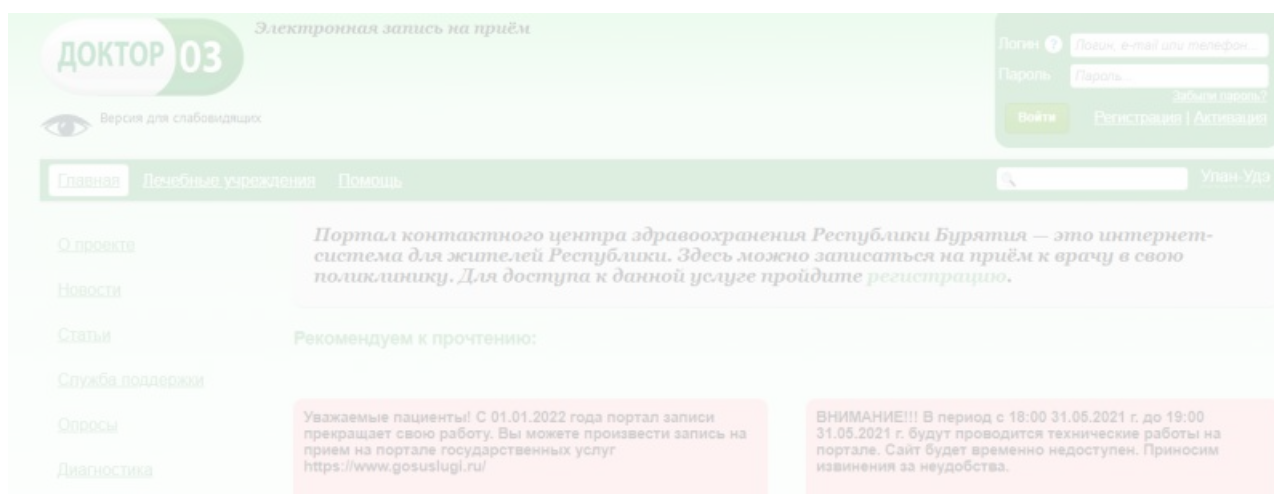 Электронная запись на приём
ДОКТОР 03
Версия для слабовидящих
Логин ? Логин, e-mail или телефон...
Пароль Пароль...
Забыли пароль?
Войти Регистрация | Активация
Главная Лечебные учреждения Помощь Улан-Удэ
О проекте
Новости
Статьи
Служба поддержки
Опросы
Диагностика
Портал контактного центра здравоохранения Республики Бурятия — это интернет-
система для жителей Республики. Здесь можно записаться на приём к врачу в свою
поликлинику. Для доступа к данной услуге пройдите регистрацию.
Рекомендуем к прочтению:
Уважаемые пациенты! С 01.01.2022 года портал записи
прекращает свою работу. Вы можете произвести запись на
прием на портале государственных услуг
https://www.gosuslugi.ru/
ВНИМАНИЕ!!! В период с 18:00 31.05.2021 г. до 19:00
31.05.2021 г. будут проводится технические работы на
портале. Сайт будет временно недоступен. Приносим
извинения за неудобства.